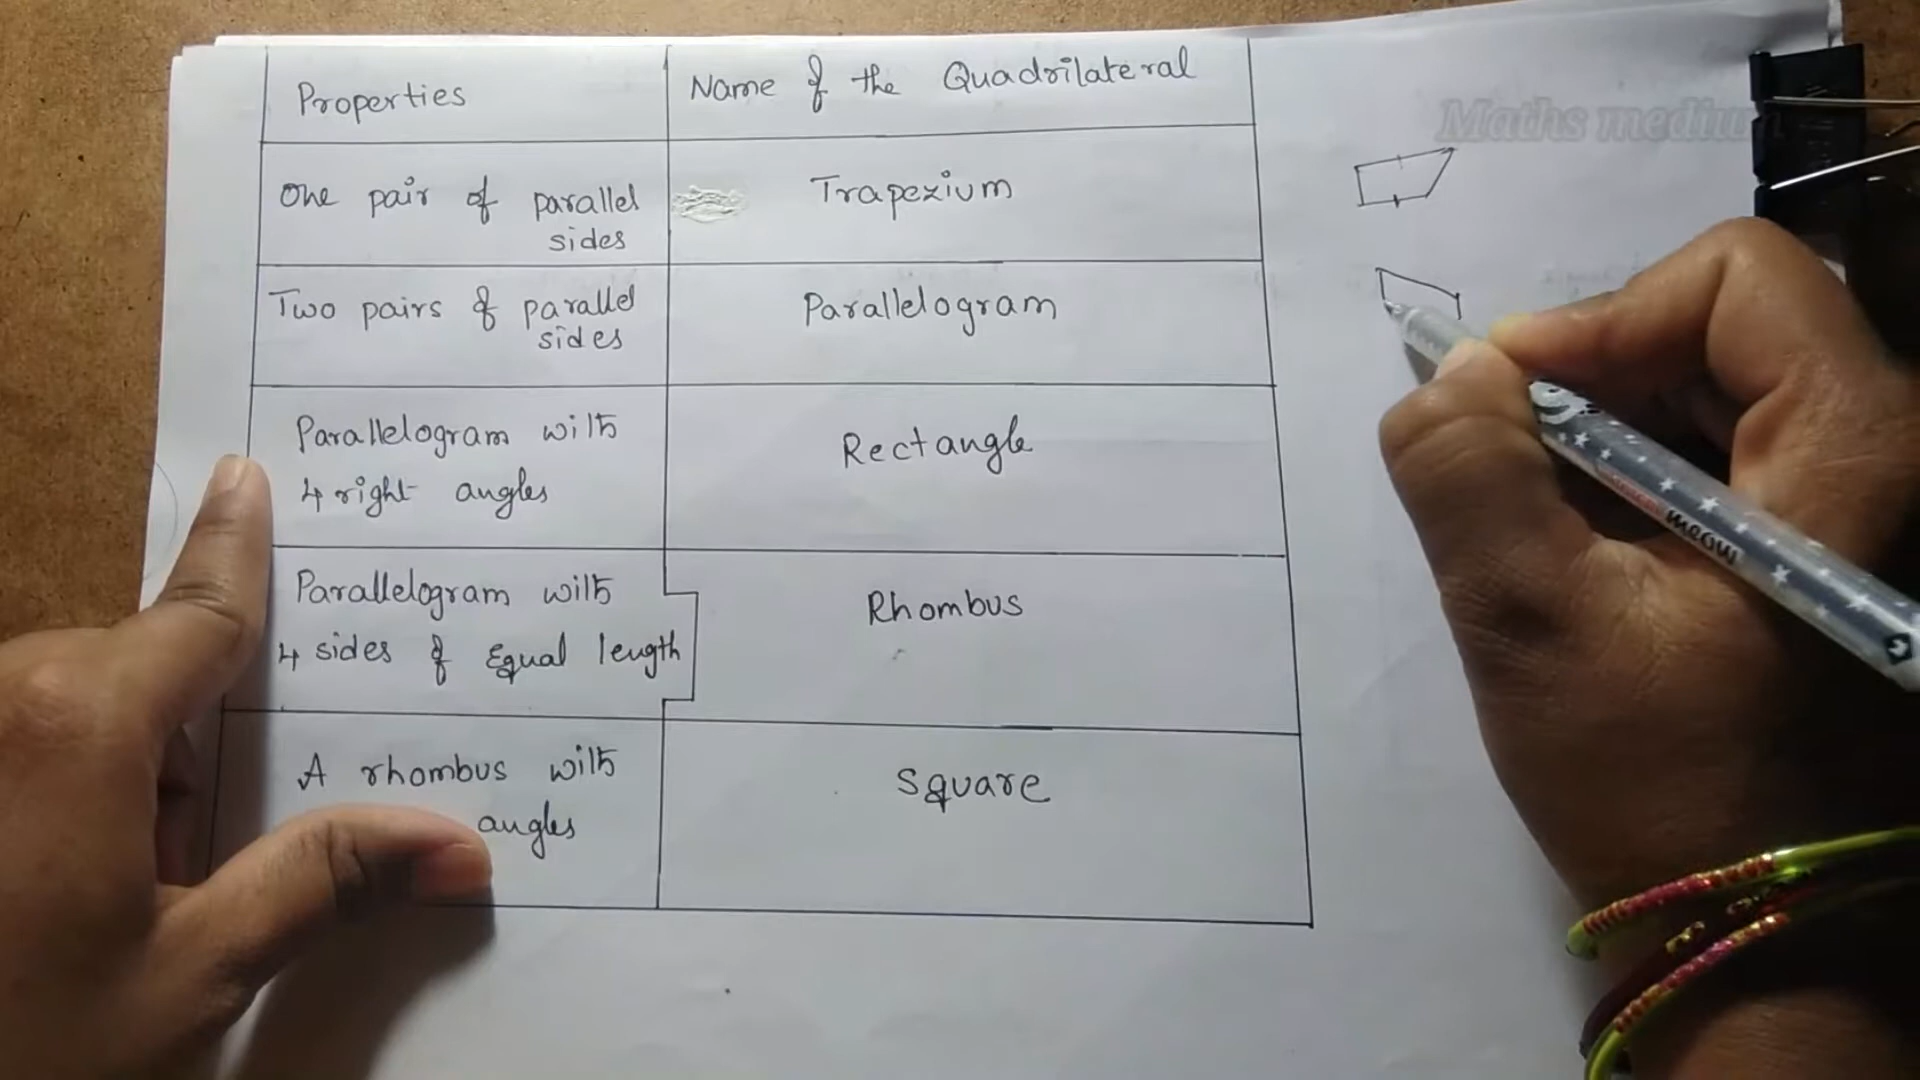 Properties
Name of the Quadrilateral
Maths medium
One pair of parallel
sides
Trapezium
Two pairs of parallel
sides
Parallelogram
Parallelogram with
4 right angles
Rectangle
Parallelogram with
4 sides of Equal length
Rhombus
A rhombus with
angles
Square
meow